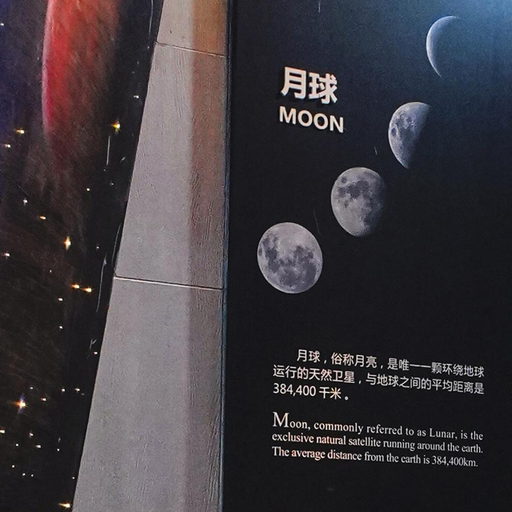 月球
MOON
月球，俗称月亮，是唯一一颗环绕地球
运行的天然卫星，与地球之间的平均距离是
384,400 千米。
Moon, commonly referred to as Lunar, is the
exclusive natural satellite running around the earth.
The average distance from the earth is 384,400km.